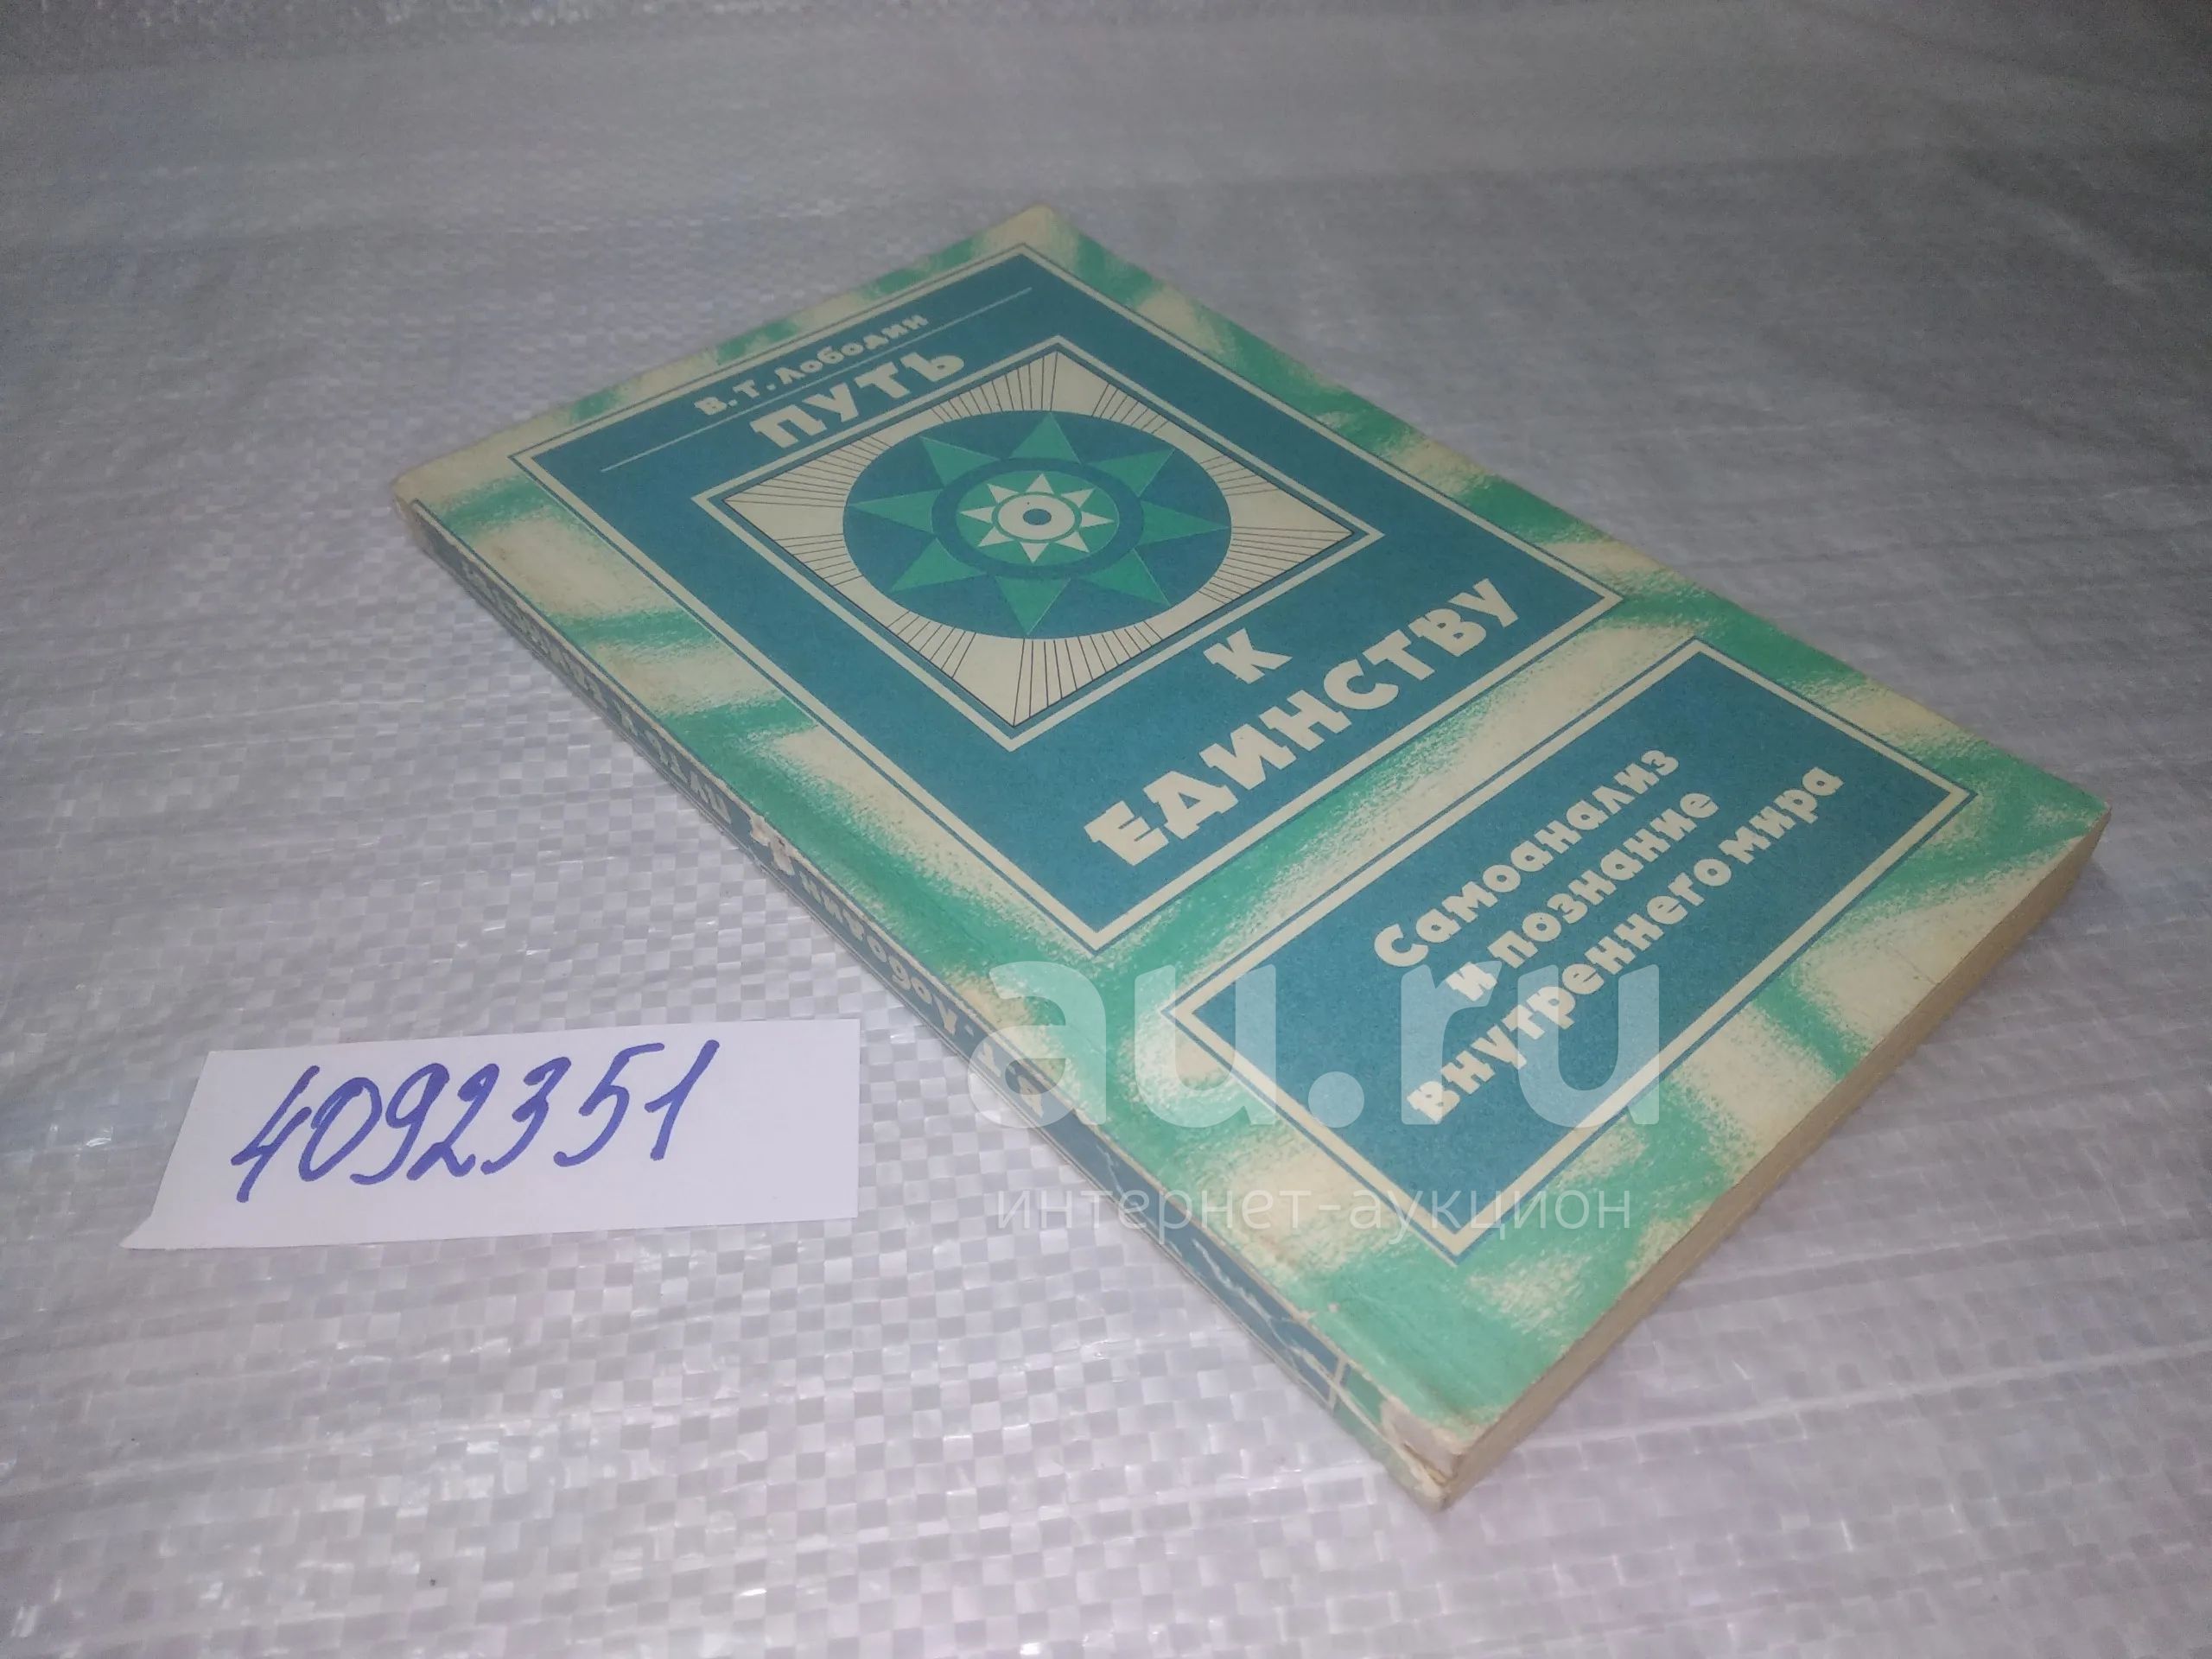 В.Т. Лободин
ПУТЬ
К
ЕДИНСТВУ
Самоанализ
и познание
внутреннего мира
4092351
au.ru
интернет-аукцион